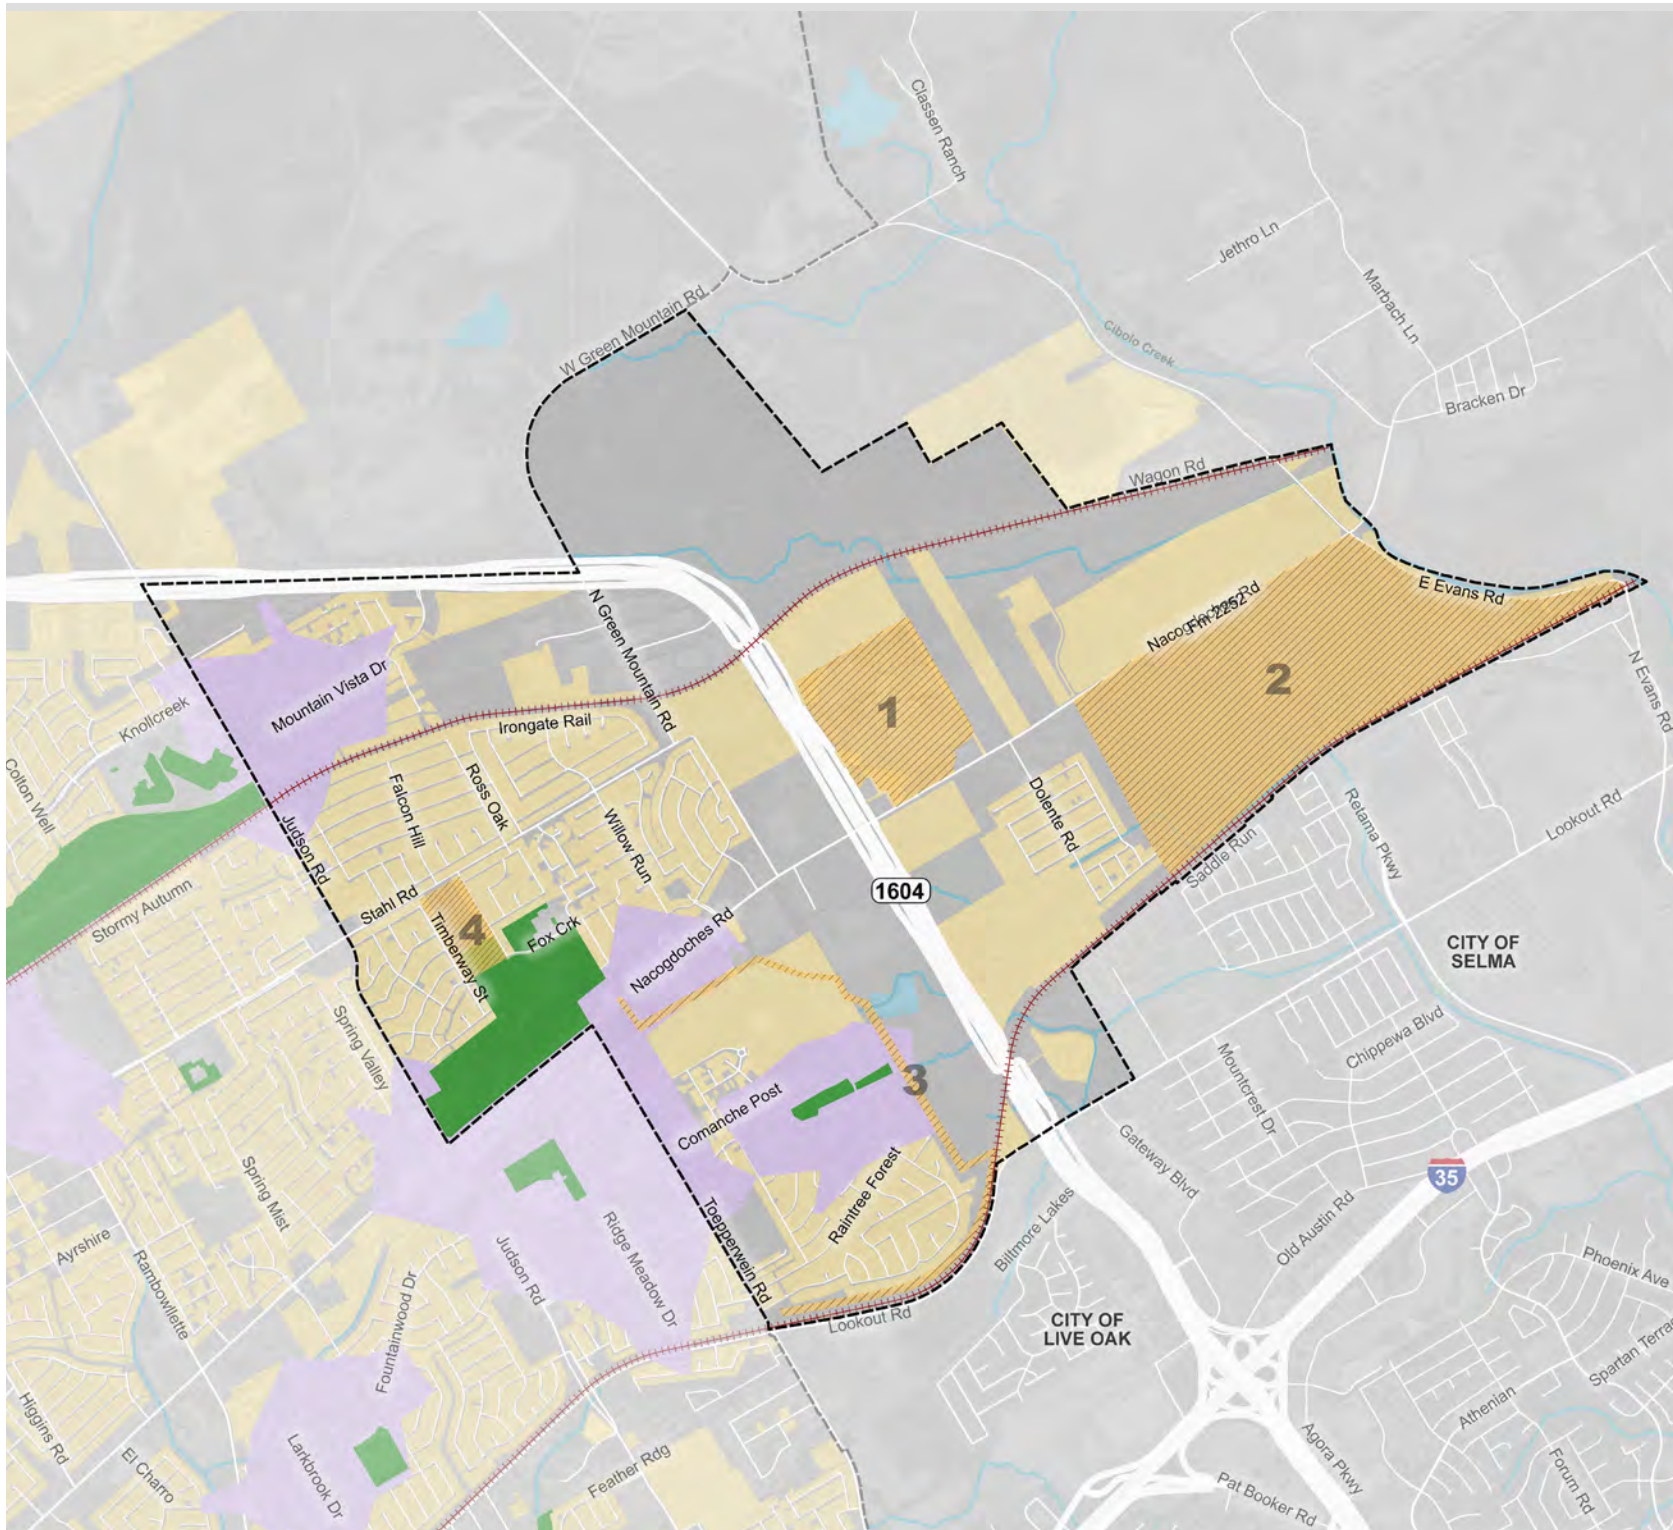 Classen Ranch
Jethro Ln
Marbach Ln
W Green Mountain Rd
Cibolo Creek
Bracken Dr
Wagon Rd
E Evans Rd
Nacogdoches Rd
Fm 2252
N Green Mountain Rd
N Evans Rd
Mountain Vista Dr
Knollcreek
Irongate Rail
1
2
Colton Well
Falcon Hill
Ross Oak
Willow Run
Dolente Rd
Retama Pkwy
Lookout Rd
Judson Rd
Saddle Run
Stormy Autumn
Stahl Rd
1604
4
Timberway St
Fox Crk
Nacogdoches Rd
CITY OF
SELMA
Spring Valley
Chippewa Blvd
Mountcrest Dr
3
Comanche Post
Gateway Blvd
Spring Mist
Raintree Forest
35
Toepperwein Rd
Billmore Lakes
Old Austin Rd
Ayrshire
Rambowllette
Judson Rd
Ridge Meadow Dr
Phoenix Ave
Fountainwood Dr
Lookout Rd
CITY OF
LIVE OAK
Spartan Terrac
Higgins Rd
Athenian
El Charro
Larkbrook Dr
Feather Rdg
Agora Pkwy
Forum Rd
Pat Booker Rd